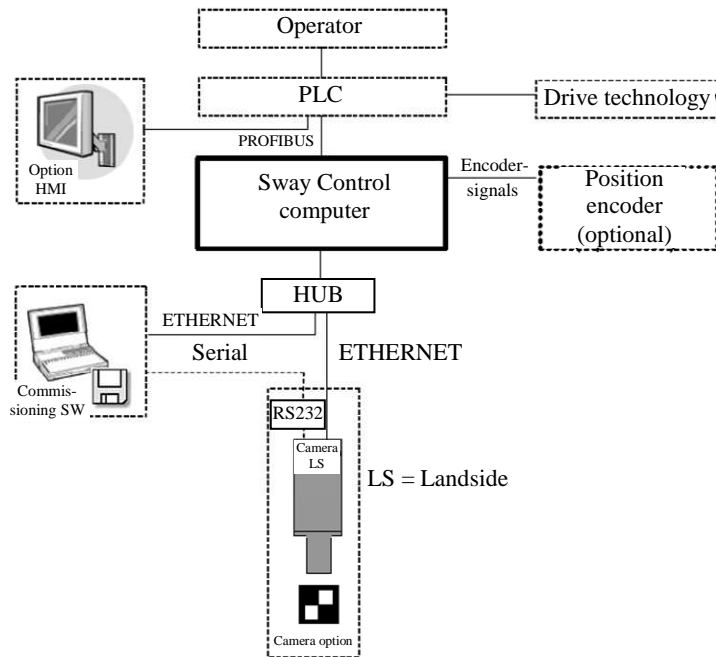 Operator
PLC
Drive technology
PROFIBUS
Option
HMI
Sway Control
computer
Encoder-
signals
Position
encoder
(optional)
HUB
ETHERNET
Serial
ETHERNET
Commis-
sioning SW
RS232
Camera
LS
LS = Landside
Camera option